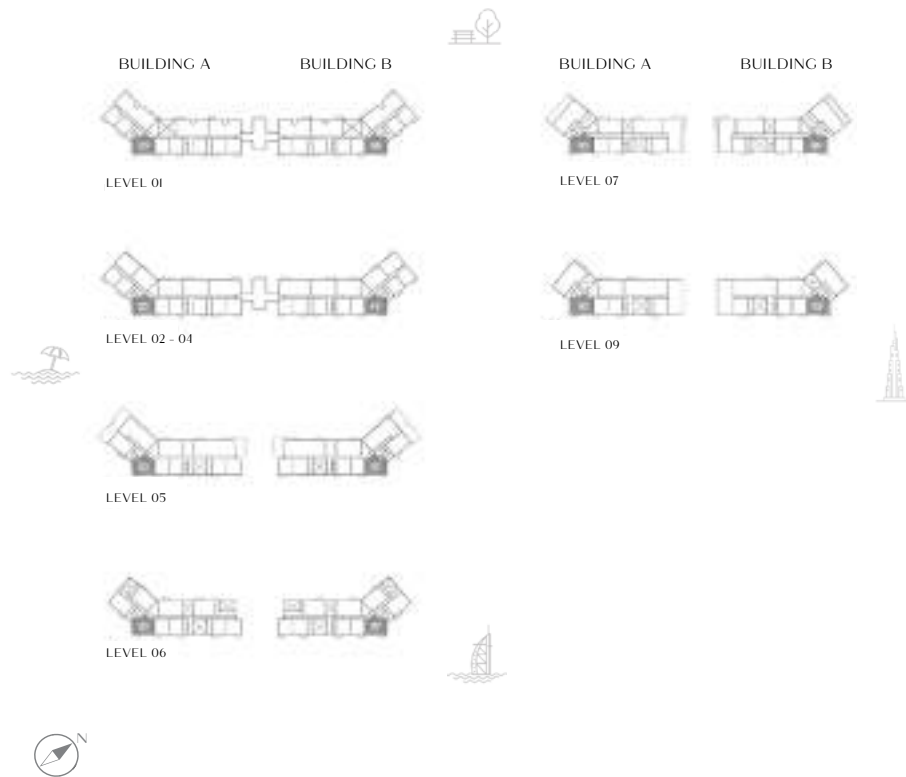 BUILDING A
BUILDING B
LEVEL 01
LEVEL 02 - 04
LEVEL 05
LEVEL 06
BUILDING A
BUILDING B
LEVEL 07
LEVEL 09
N